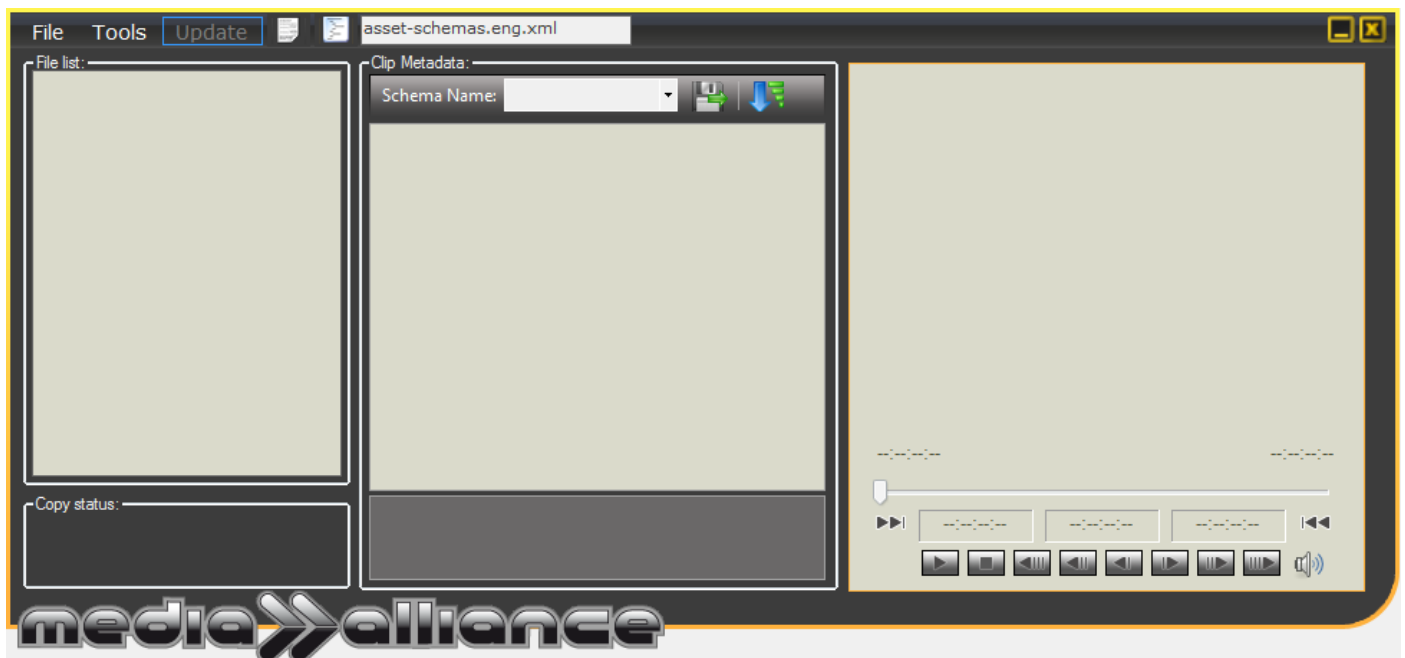 File Tools Update asset-schemas.eng.xml
File list:
Clip Metadata:
Schema Name:
--:--:--:-- --:--:--:--
--:--:--:-- --:--:--:-- --:--:--:--
Copy status:
media alliance